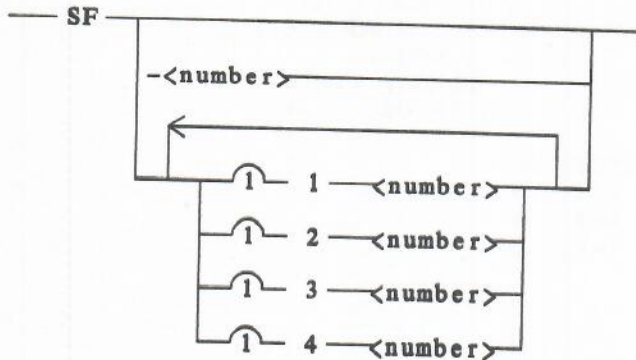 SF
-<number>
1 1 <number>
1 2 <number>
1 3 <number>
1 4 <number>